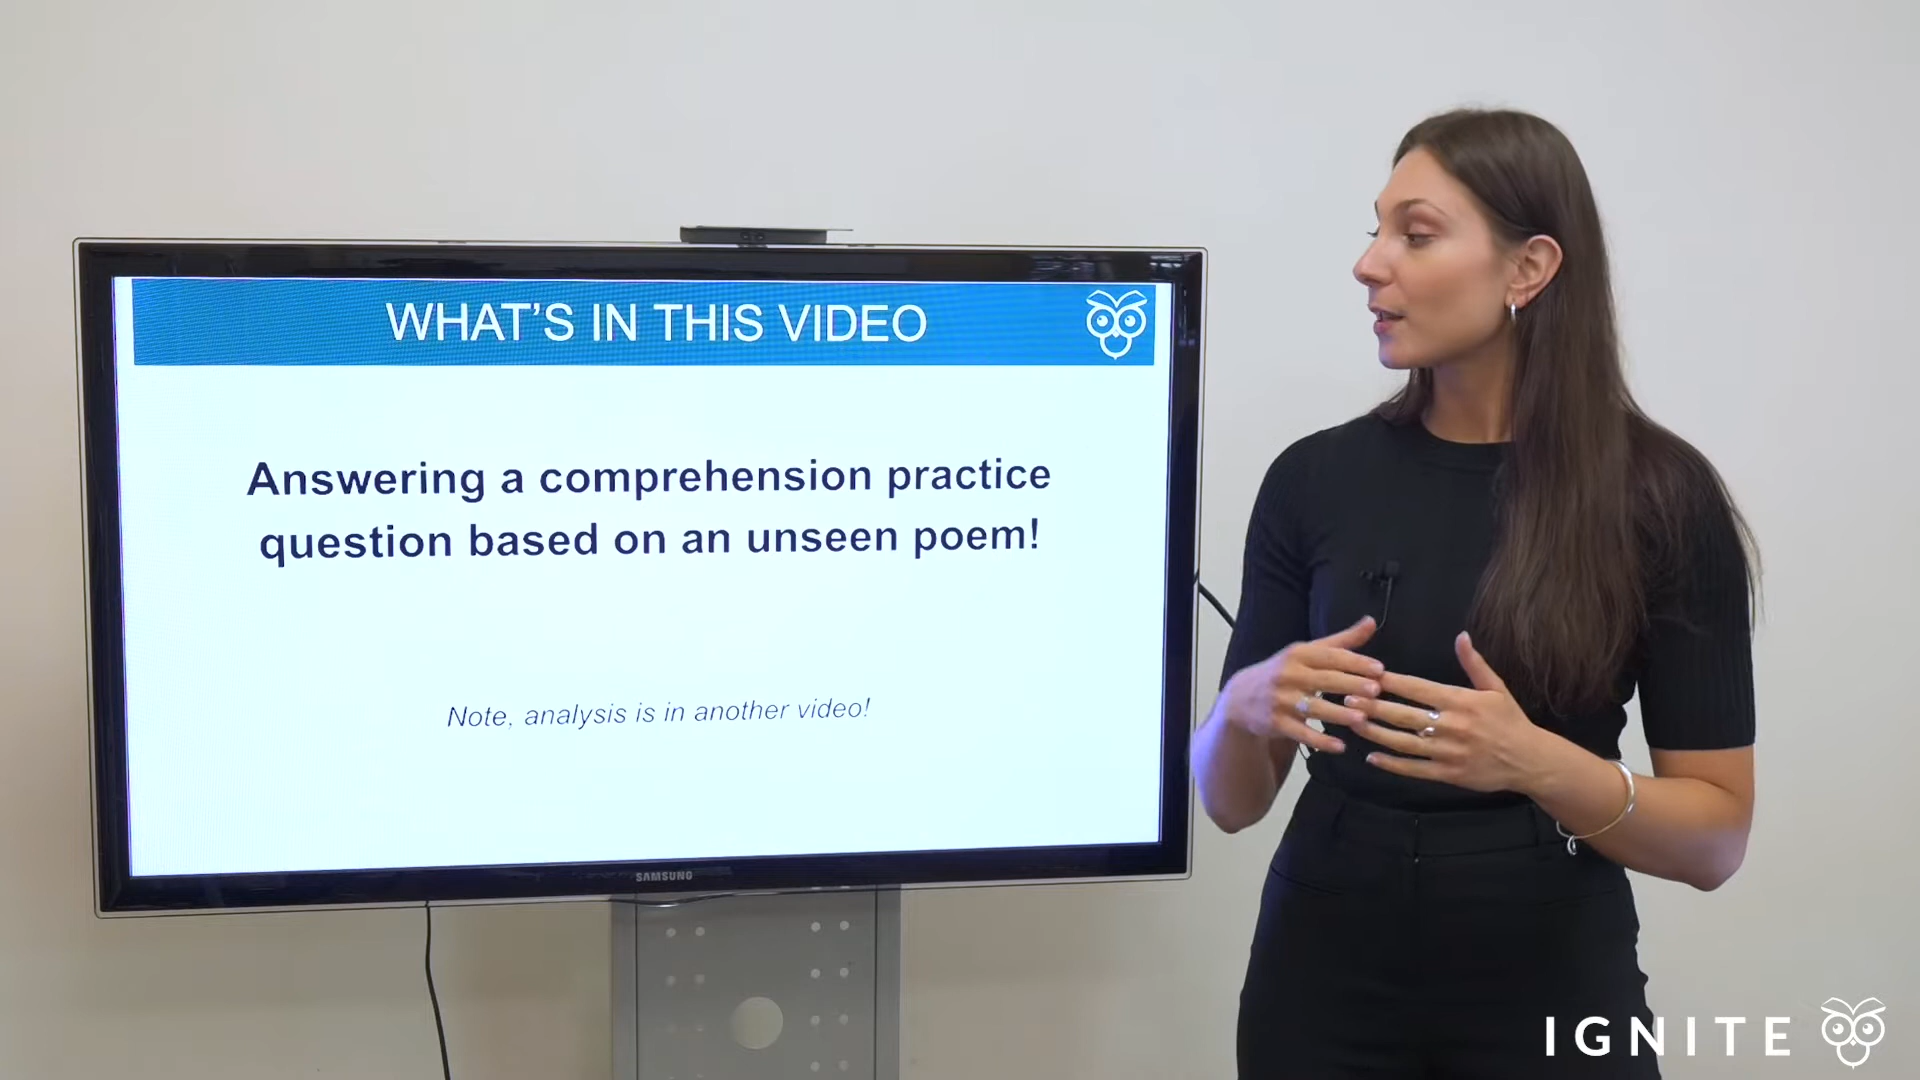 WHAT'S IN THIS VIDEO
Answering a comprehension practice
question based on an unseen poem!
Note, analysis is in another video!
SAMSUNG
IGNITE